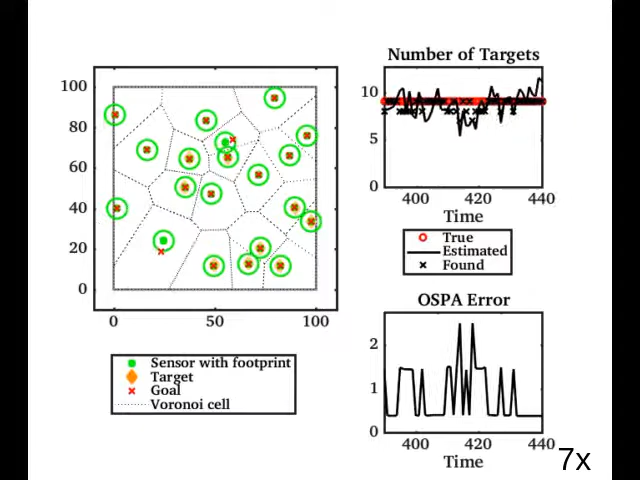 Number of Targets
100
80
60
40
20
0
0
50
100
10
5
0
400
420
440
Time
True
Estimated
Found
OSPA Error
2
1
0
400
420
440
Time
Sensor with footprint
Target
Goal
Voronoi cell
7x